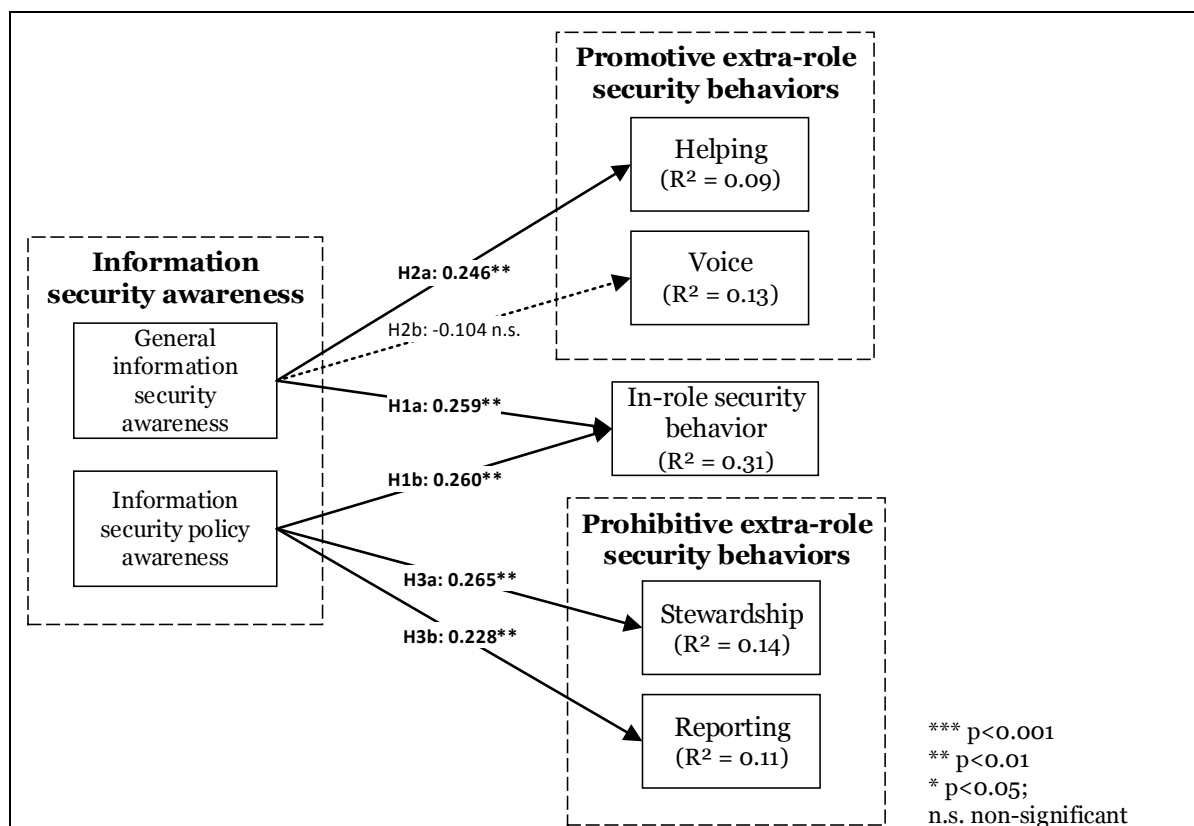 Promotive extra-role
security behaviors
Helping
(R² = 0.09)
Voice
(R² = 0.13)
Information
security awareness
General
information
security
awareness
Information
security policy
awareness
H2a: 0.246**
H2b: -0.104 n.s.
H1a: 0.259**
H1b: 0.260**
H3a: 0.265**
H3b: 0.228**
In-role security
behavior
(R² = 0.31)
Prohibitive extra-role
security behaviors
Stewardship
(R² = 0.14)
Reporting
(R² = 0.11)
*** p<0.001
** p<0.01
* p<0.05;
n.s. non-significant